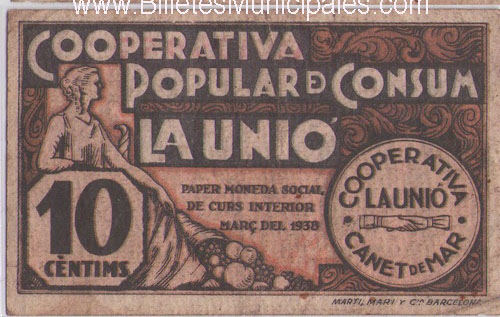 www.BilletesMunicipales.com
COOPERATIVA
POPULAR DE CONSUM
LA UNIÓ
10
CÈNTIMS
PAPER MONEDA SOCIAL
DE CURS INTERIOR
MARÇ DEL 1938
COOPERATIVA
LA UNIÓ
CANET DE MAR
MARTI, MARI Y Cª BARCELONA